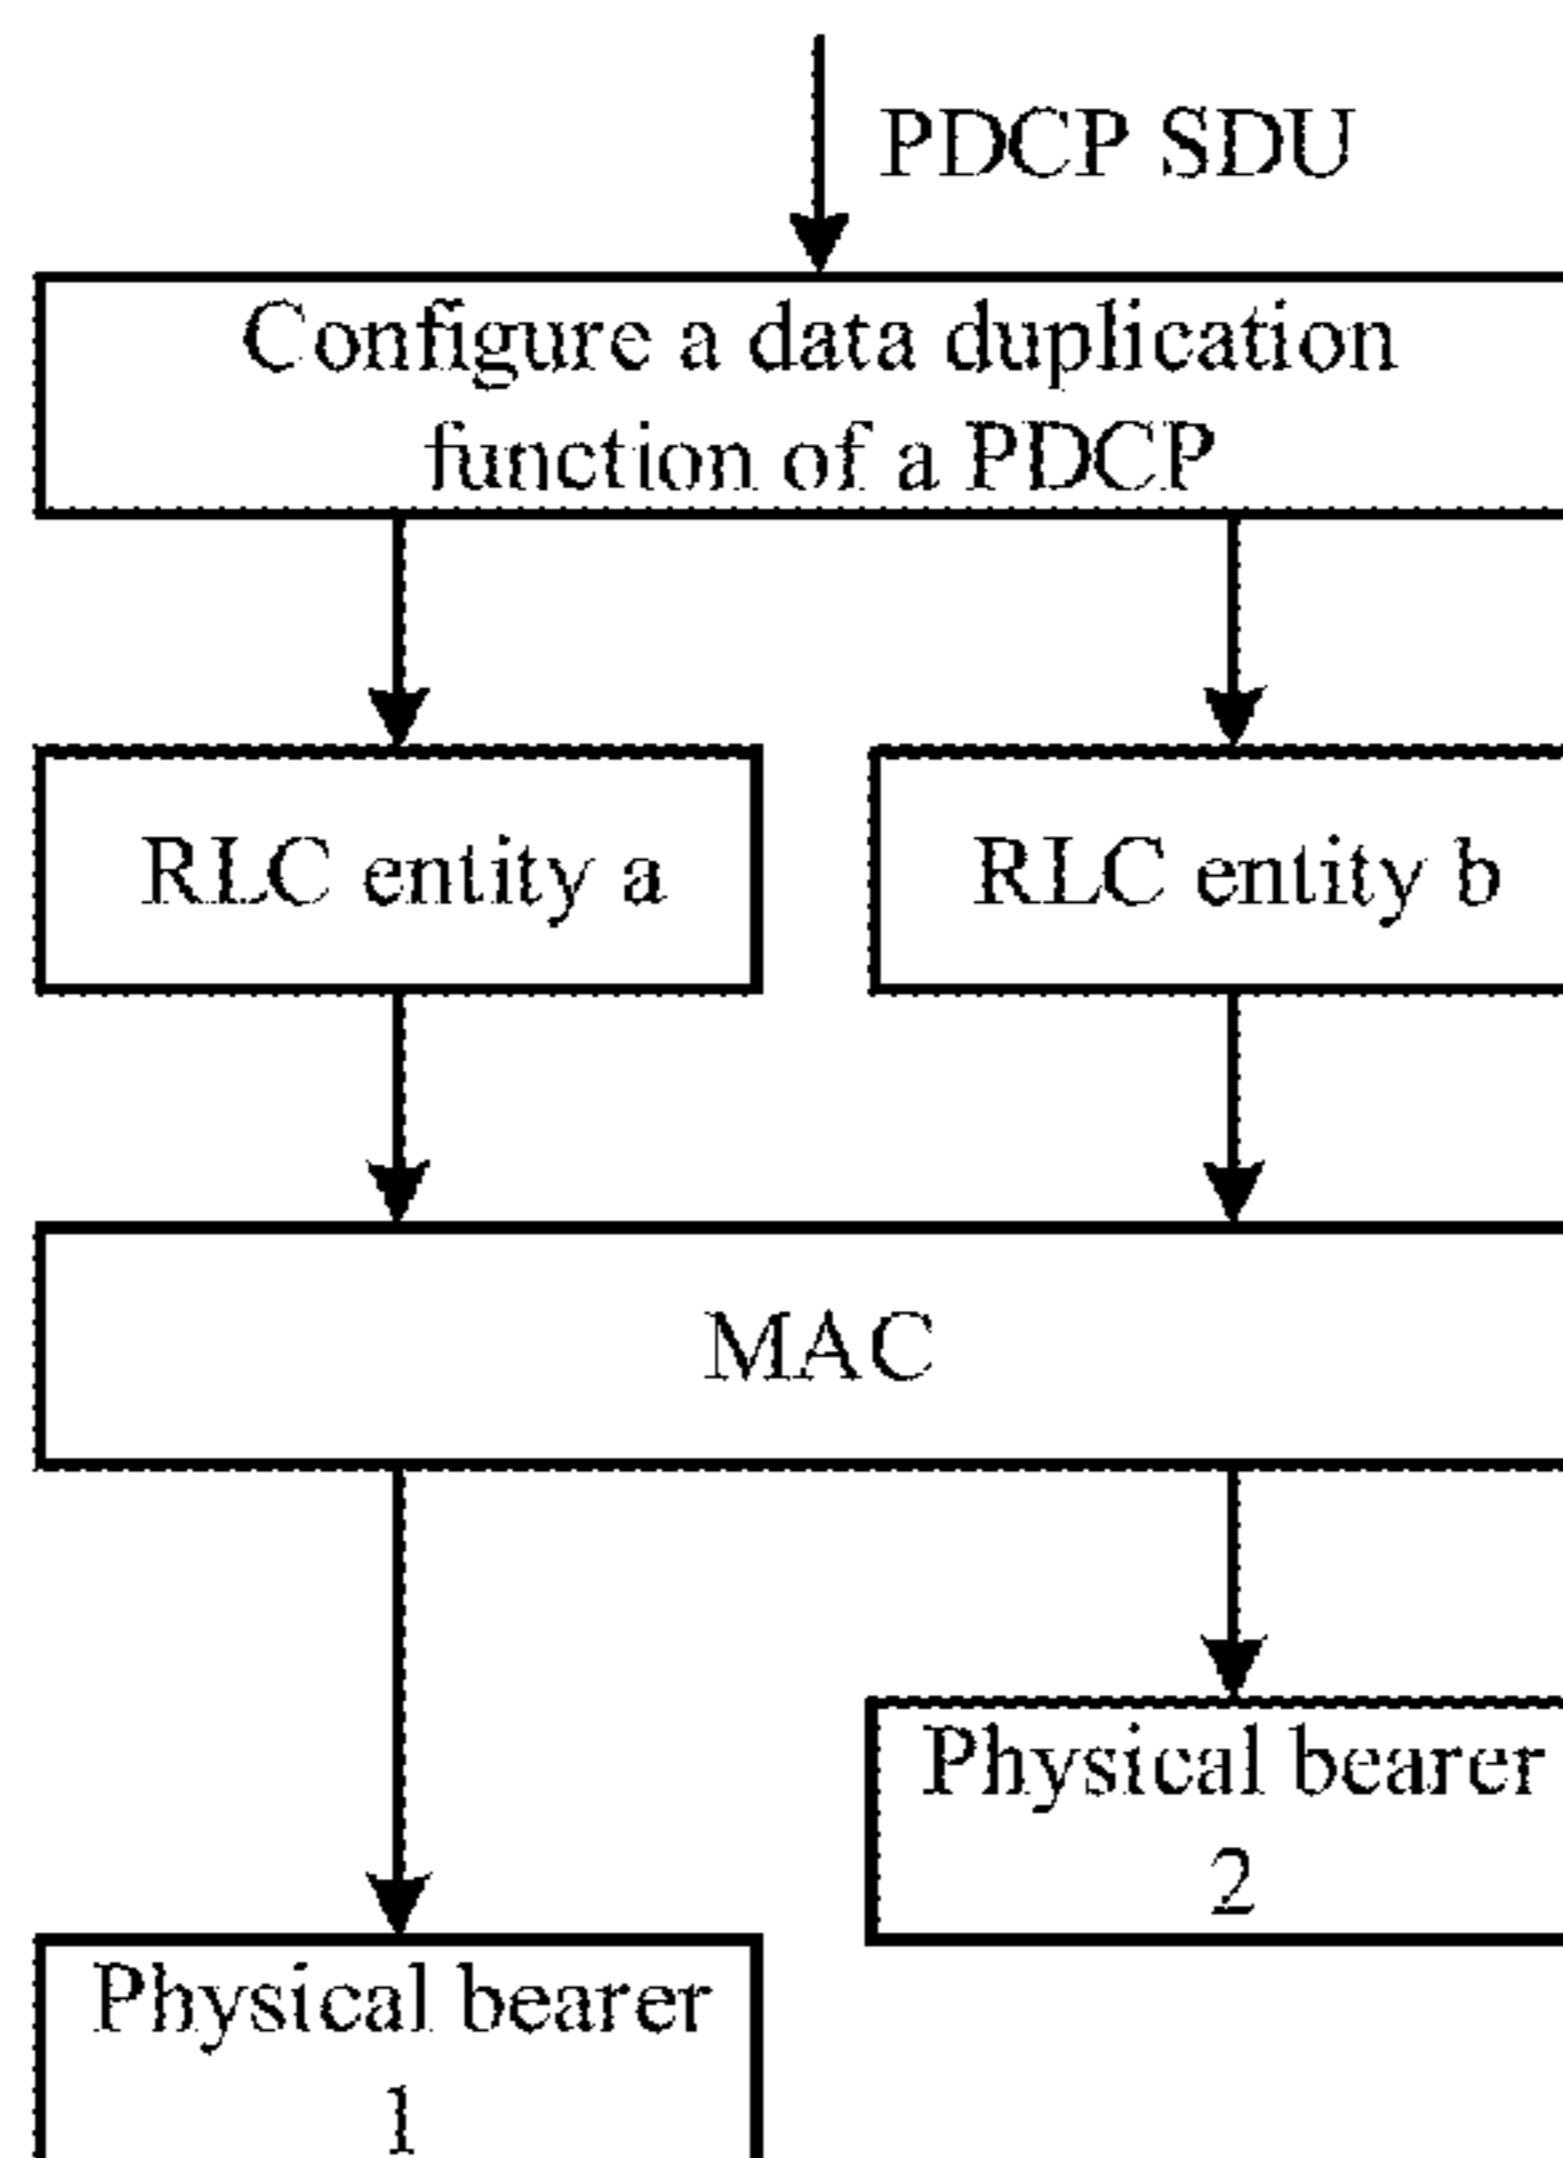 PDCP SDU
Configure a data duplication
function of a PDCP
RLC entity a
RLC entity b
MAC
Physical bearer
2
Physical bearer
1